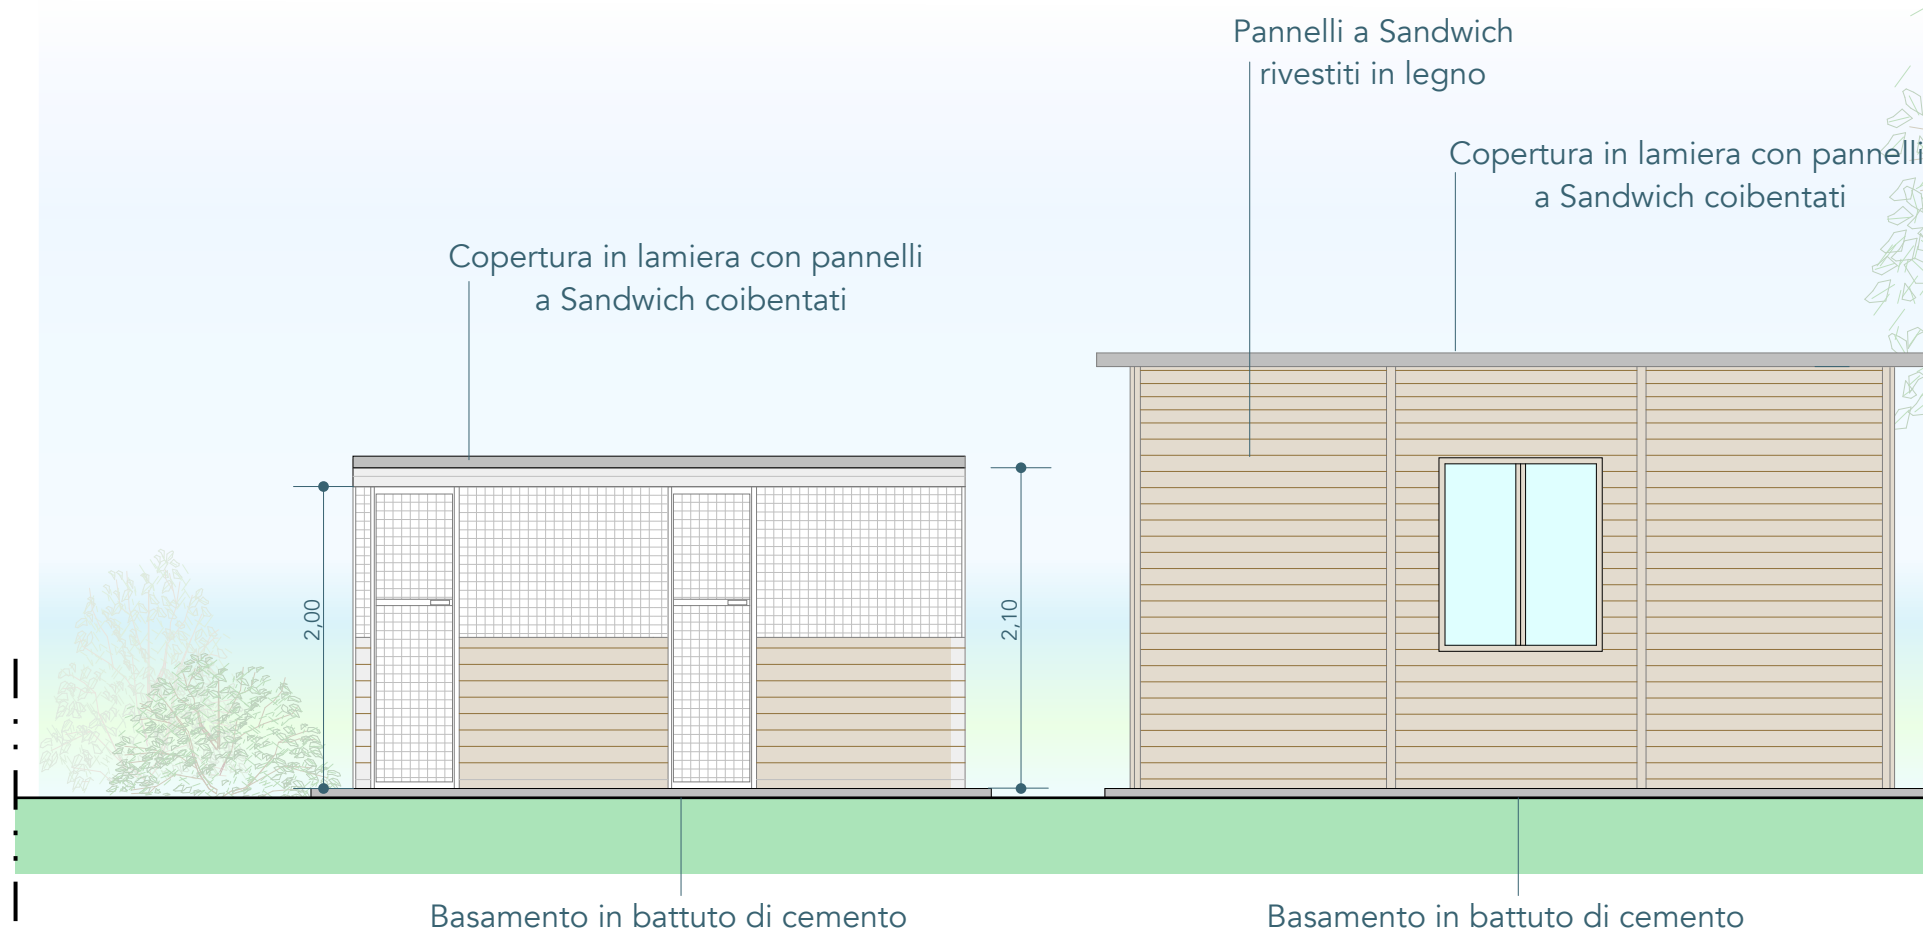 Pannelli a Sandwich
rivestiti in legno
Copertura in lamiera con pannelli
a Sandwich coibentati
Copertura in lamiera con pannelli
a Sandwich coibentati
2,00
2,10
Basamento in battuto di cemento
Basamento in battuto di cemento